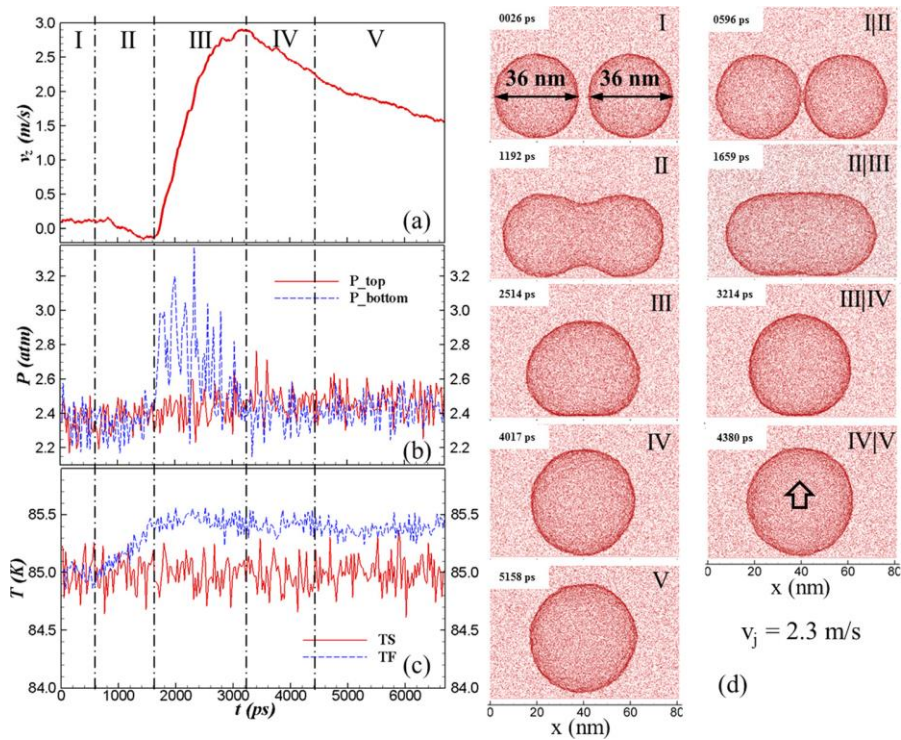 3.0
2.5
2.0
1.5
1.0
0.5
0.0
v_z (m/s)
I II III IV V
(a)
3.2
3.0
2.8
2.6
2.4
2.2
P (atm)
P_top
P_bottom
3.2
3.0
2.8
2.6
2.4
2.2
(b)
85.5
85.0
84.5
84.0
T (K)
85.5
85.0
84.5
84.0
TS
TF
(c)
0 1000 2000 3000 4000 5000 6000
t (ps)
0026 ps
I
36 nm 36 nm
0596 ps
I|II
1192 ps
II
1659 ps
II|III
2514 ps
III
3214 ps
III|IV
4017 ps
IV
4380 ps
IV|V
0 20 40 60 80
x (nm)
5158 ps
V
0 20 40 60 80
x (nm)
v_j = 2.3 m/s
(d)